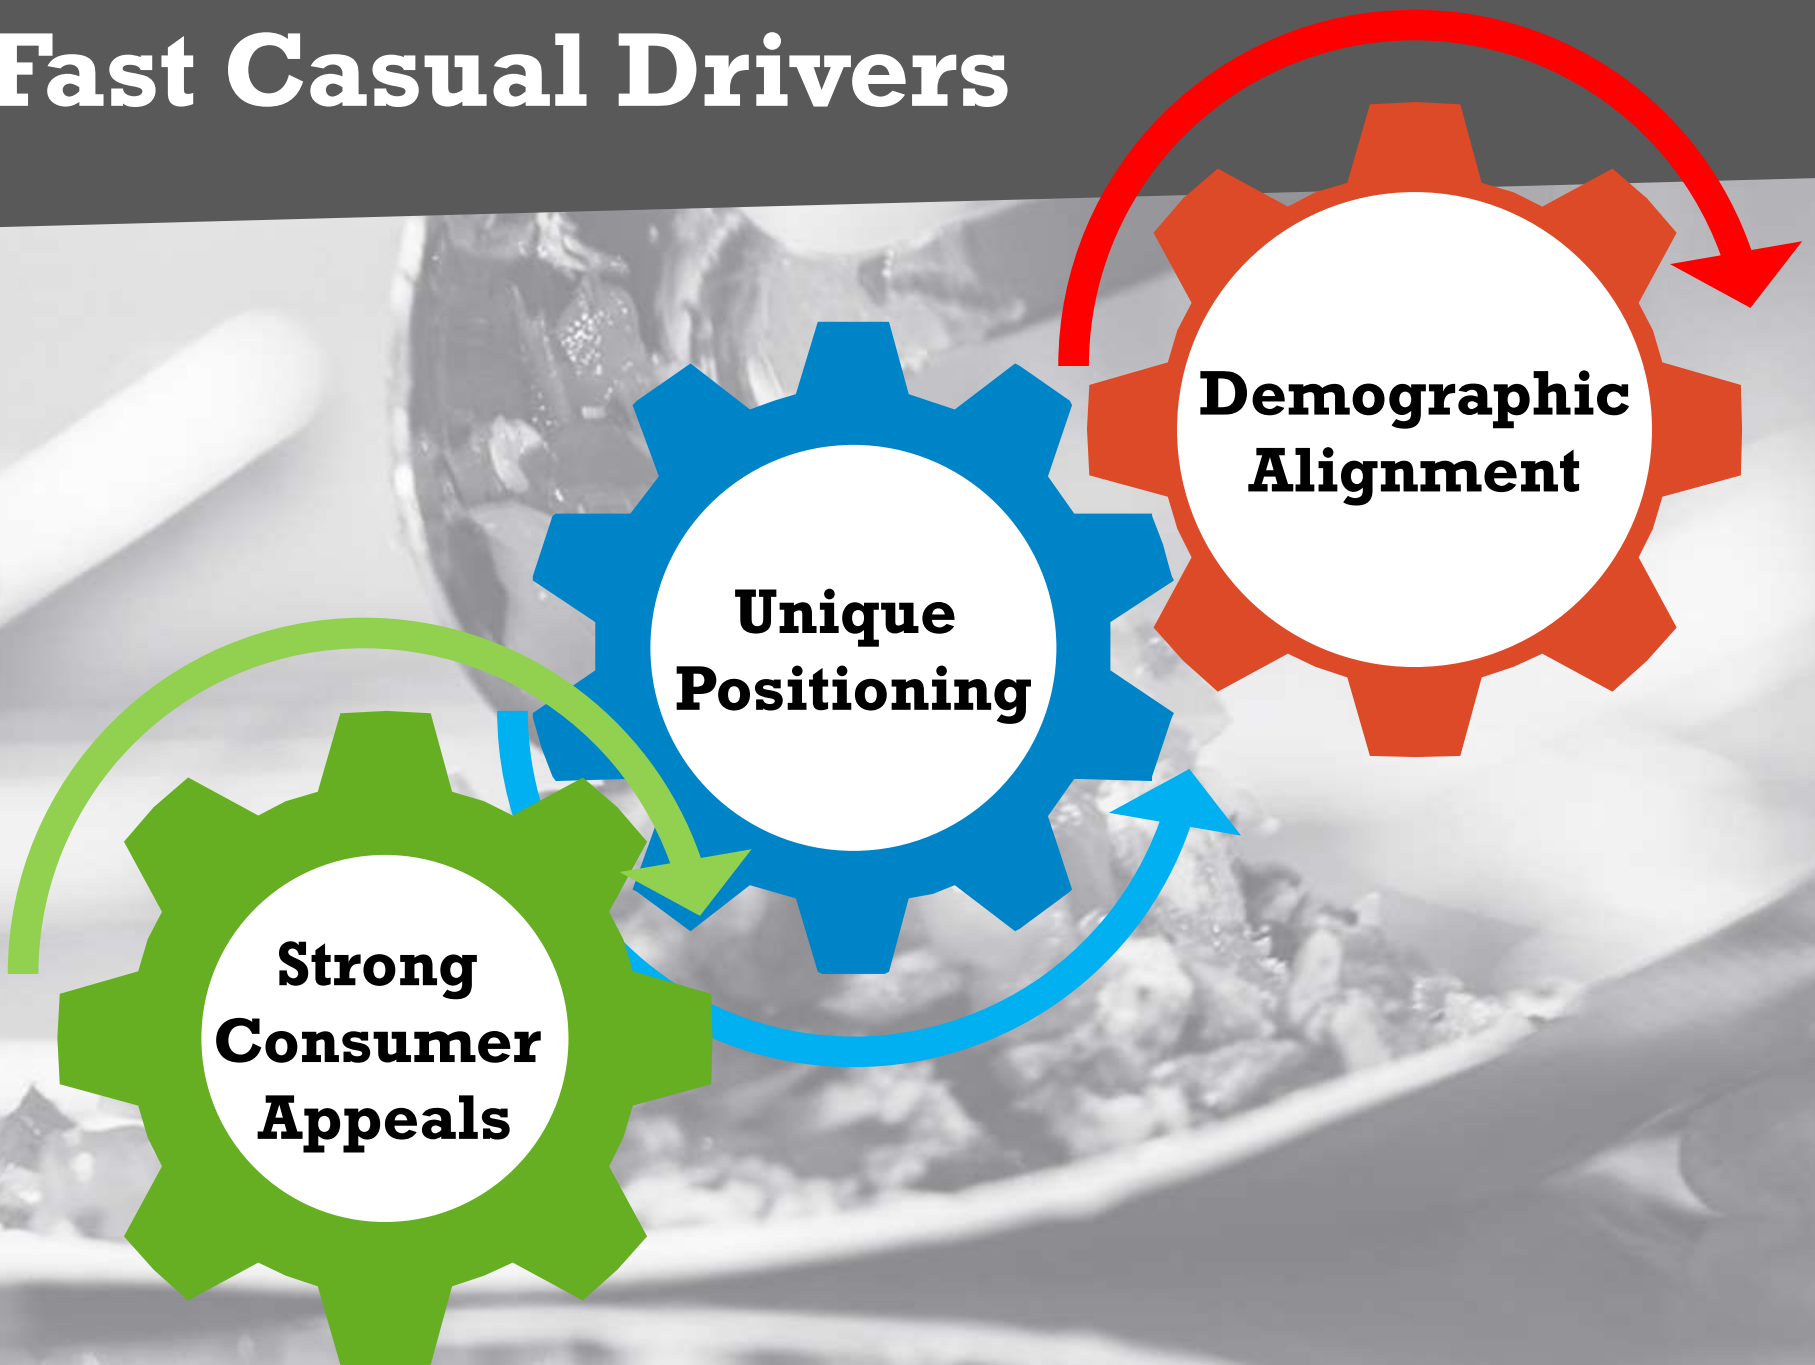 Fast Casual Drivers
Demographic
Alignment
Unique
Positioning
Strong
Consumer
Appeals